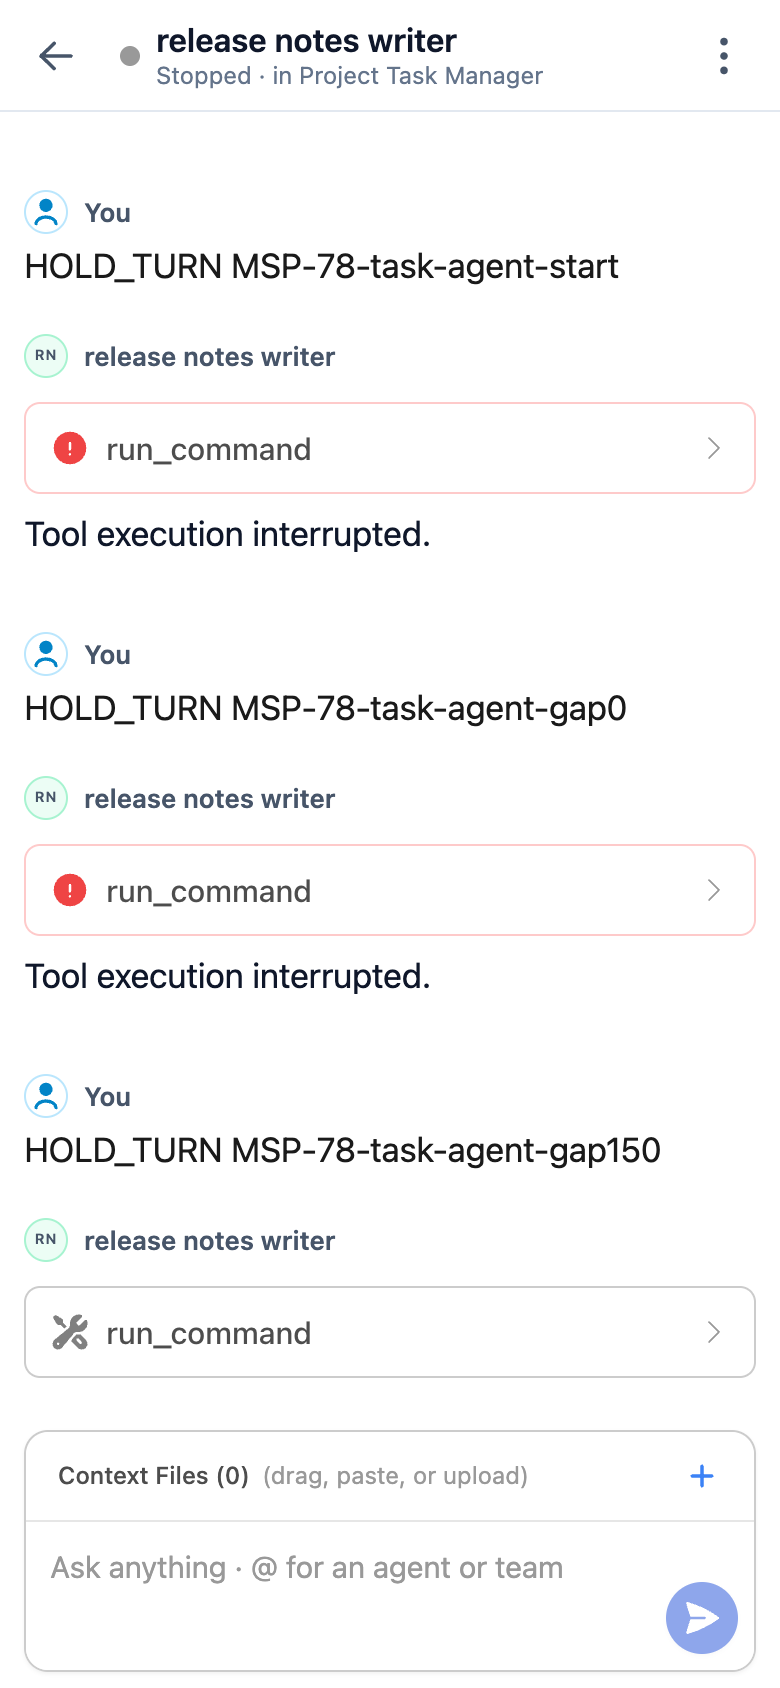 release notes writer
Stopped · in Project Task Manager
You
HOLD_TURN MSP-78-task-agent-start
RN release notes writer
run_command
Tool execution interrupted.
You
HOLD_TURN MSP-78-task-agent-gap0
RN release notes writer
run_command
Tool execution interrupted.
You
HOLD_TURN MSP-78-task-agent-gap150
RN release notes writer
run_command
Context Files (0) (drag, paste, or upload)
Ask anything · @ for an agent or team